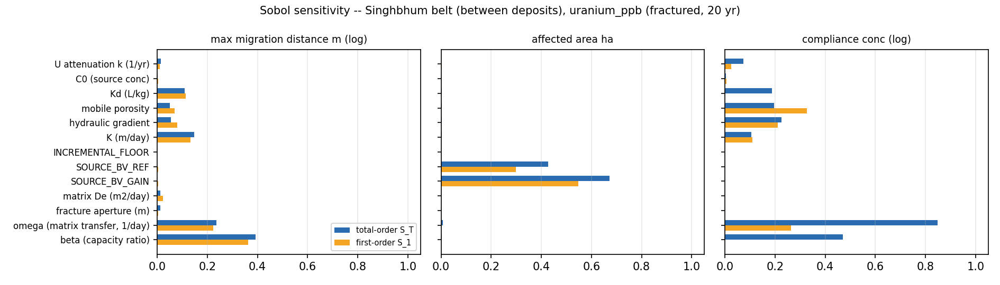 Sobol sensitivity -- Singhbhum belt (between deposits), uranium_ppb (fractured, 20 yr)
max migration distance m (log)
affected area ha
compliance conc (log)
U attenuation k (1/yr)
C0 (source conc)
Kd (L/kg)
mobile porosity
hydraulic gradient
K (m/day)
INCREMENTAL_FLOOR
SOURCE_BV_REF
SOURCE_BV_GAIN
matrix De (m2/day)
fracture aperture (m)
omega (matrix transfer, 1/day)
beta (capacity ratio)
total-order S_T
first-order S_1
0.0 0.2 0.4 0.6 0.8 1.0
0.0 0.2 0.4 0.6 0.8 1.0
0.0 0.2 0.4 0.6 0.8 1.0